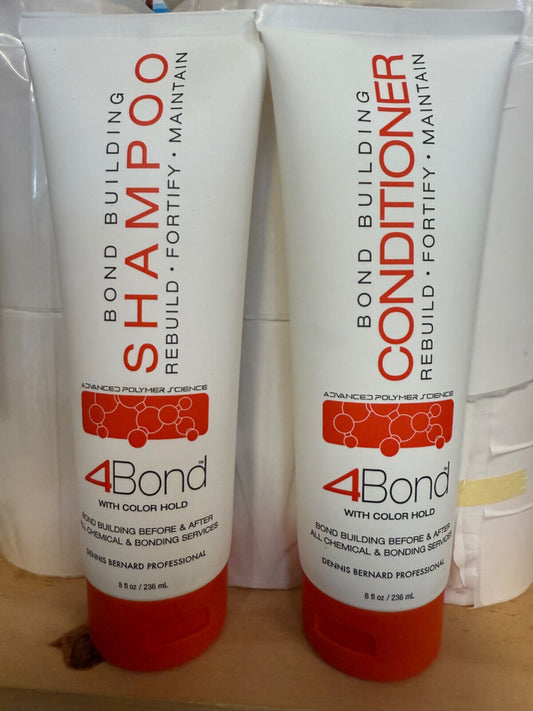 BOND BUILDING
SHAMPOO
REBUILD • FORTIFY • MAINTAIN
ADVANCED POLYMER SCIENCE
4Bond™
WITH COLOR HOLD
BOND BUILDING BEFORE & AFTER
ALL CHEMICAL & BONDING SERVICES
DENNIS BERNARD PROFESSIONAL
8 fl oz / 236 mL
BOND BUILDING
CONDITIONER
REBUILD • FORTIFY • MAINTAIN
ADVANCED POLYMER SCIENCE
4Bond™
WITH COLOR HOLD
BOND BUILDING BEFORE & AFTER
ALL CHEMICAL & BONDING SERVICES
DENNIS BERNARD PROFESSIONAL
8 fl oz / 236 mL